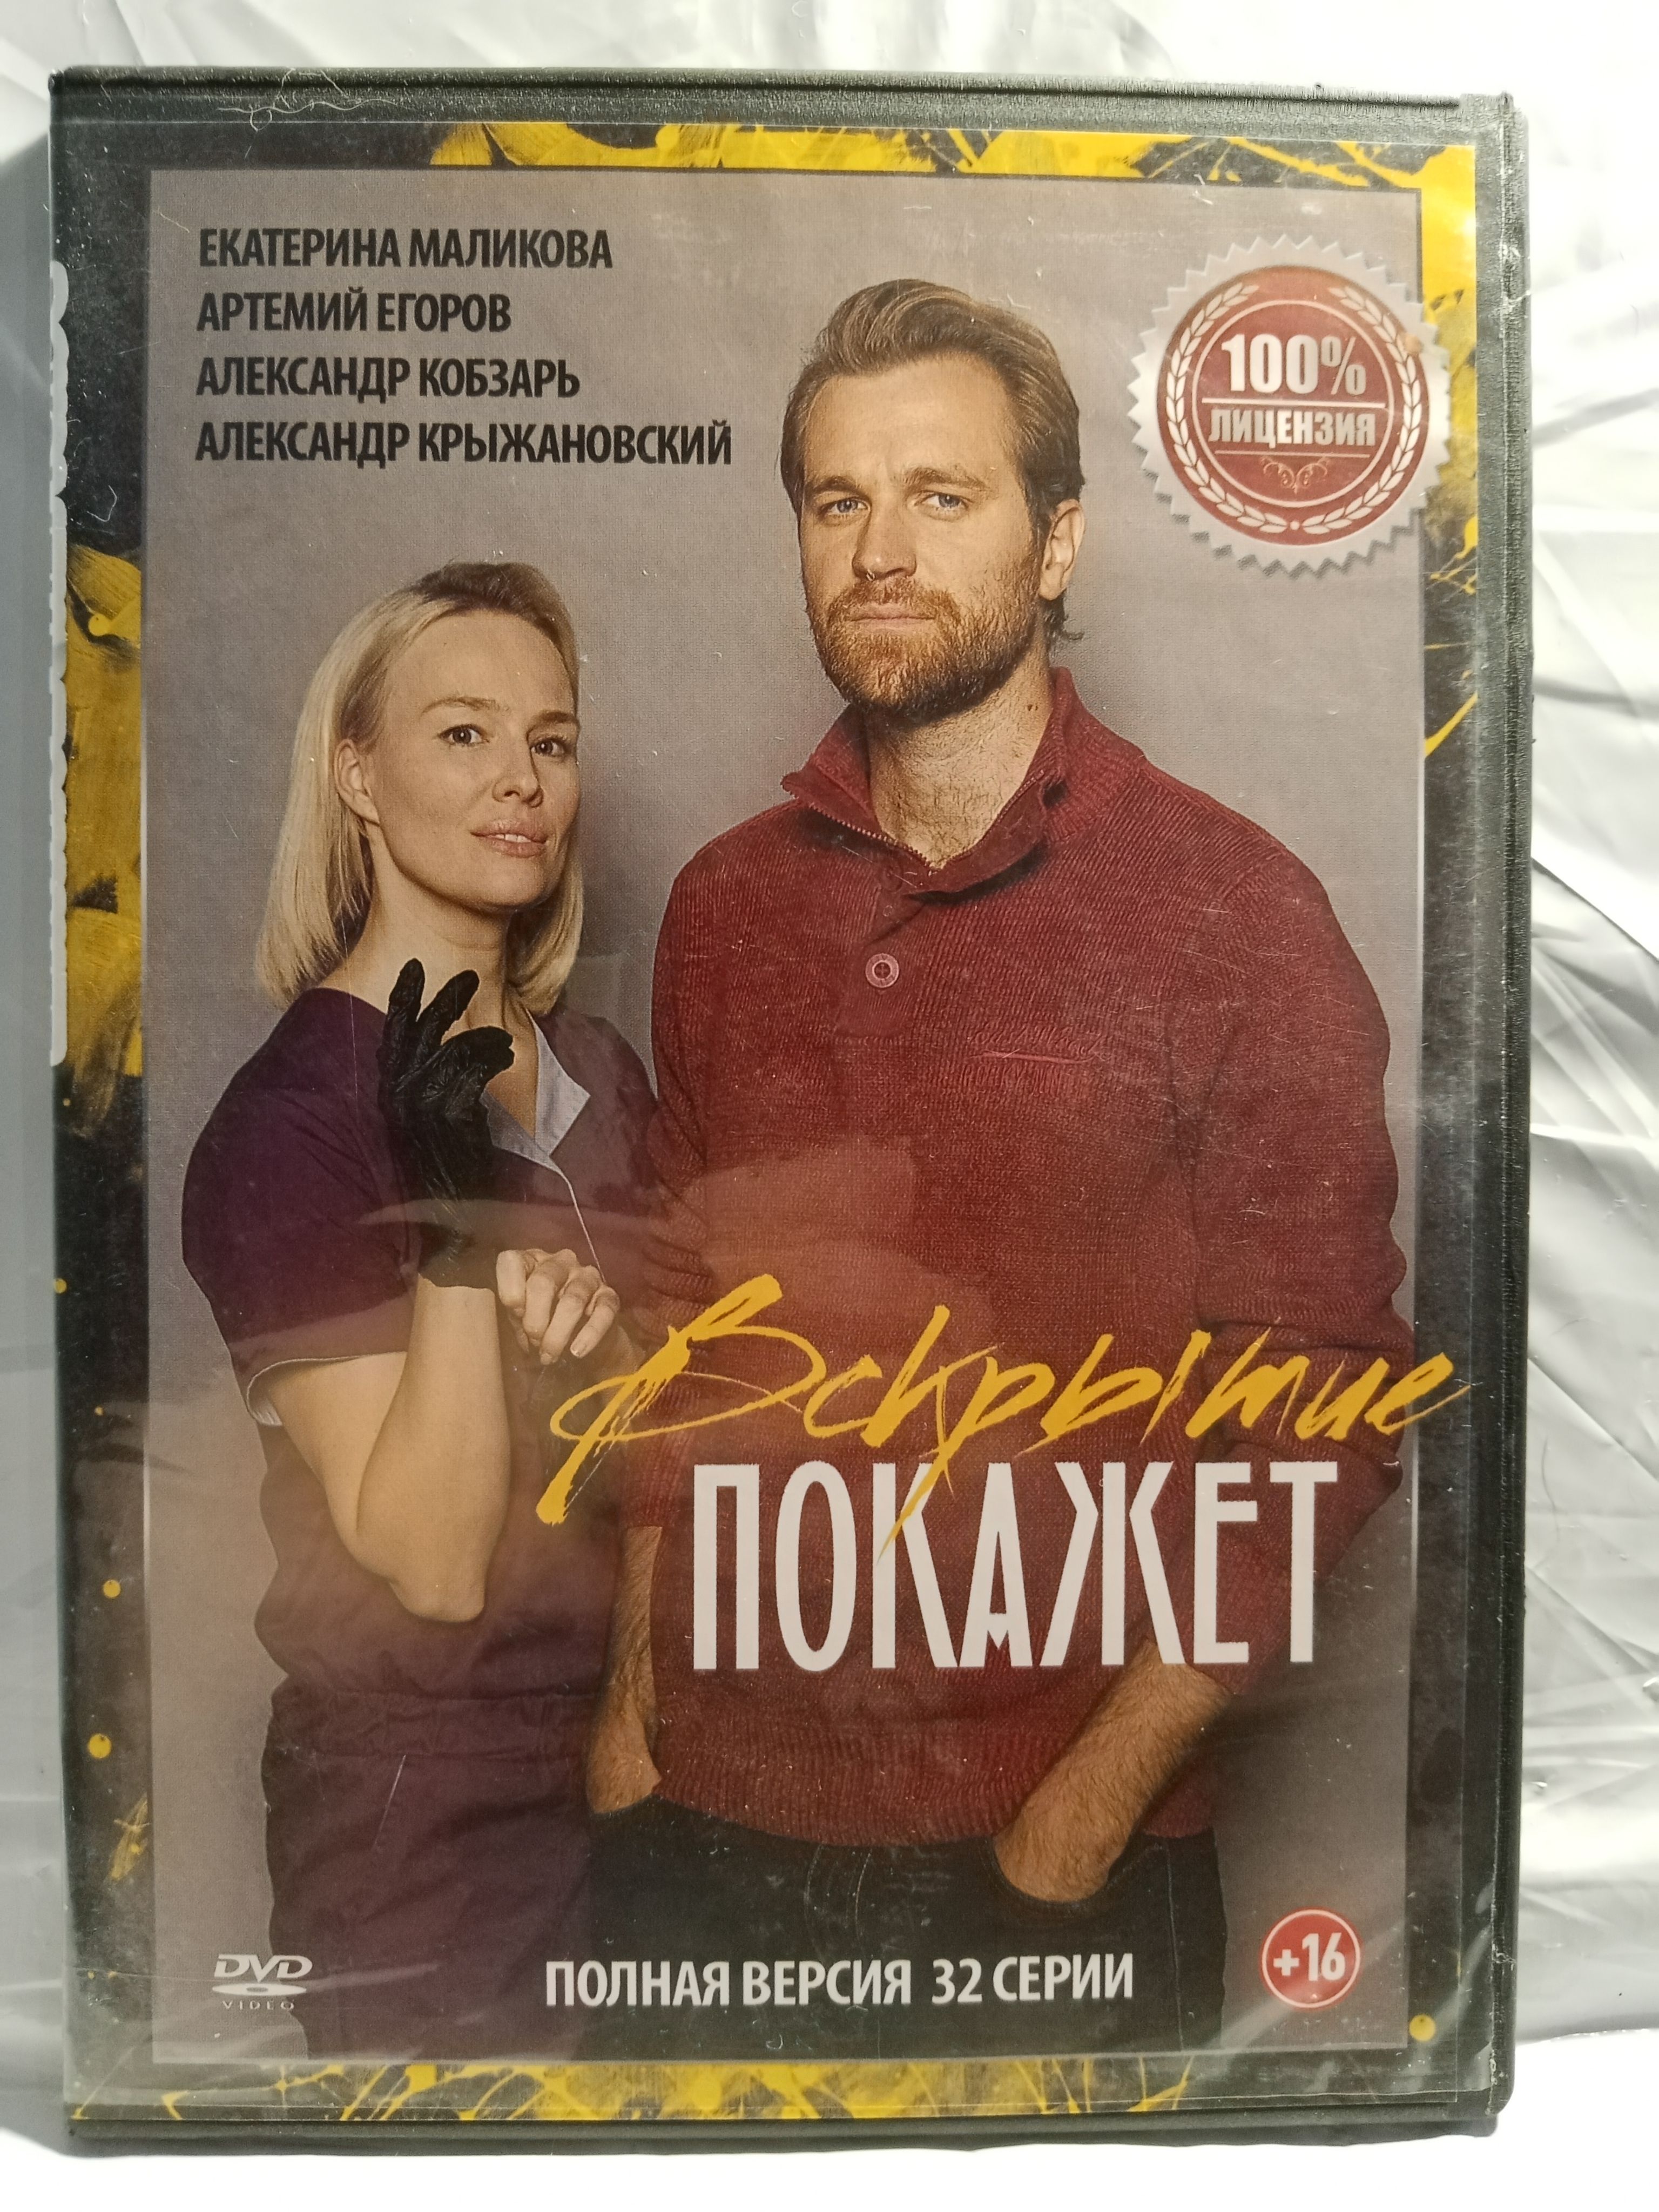 ЕКАТЕРИНА МАЛИКОВА
АРТЕМИЙ ЕГОРОВ
АЛЕКСАНДР КОБЗАРЬ
АЛЕКСАНДР КРЫЖАНОВСКИЙ
100%
ЛИЦЕНЗИЯ
Вскрытие
ПОКАЖЕТ
DVD
VIDEO
ПОЛНАЯ ВЕРСИЯ 32 СЕРИИ
+16